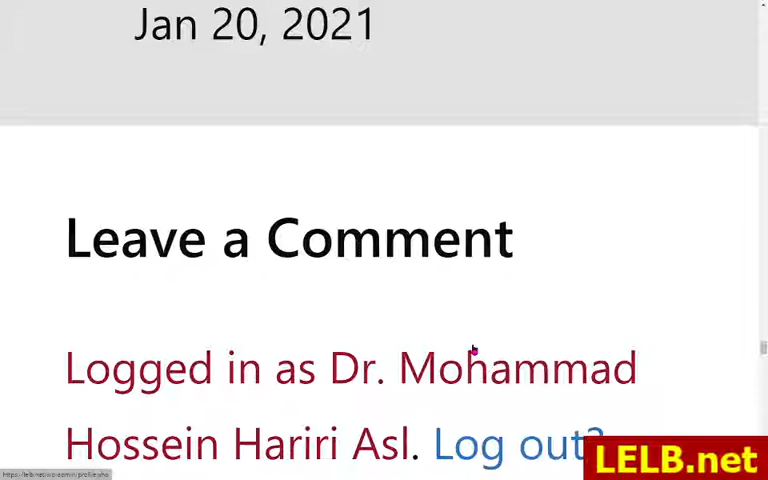 Jan 20, 2021
Leave a Comment
Logged in as Dr. Mohammad
Hossein Hariri Asl. Log out?
LELB.net